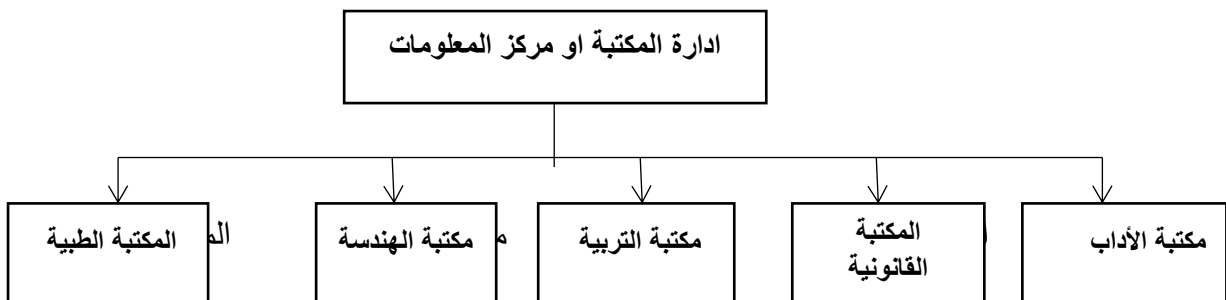 ادارة المكتبة او مركز المعلومات
مكتبة الأداب
المكتبة
القانونية
مكتبة التربية
مكتبة الهندسة
المكتبة الطبية